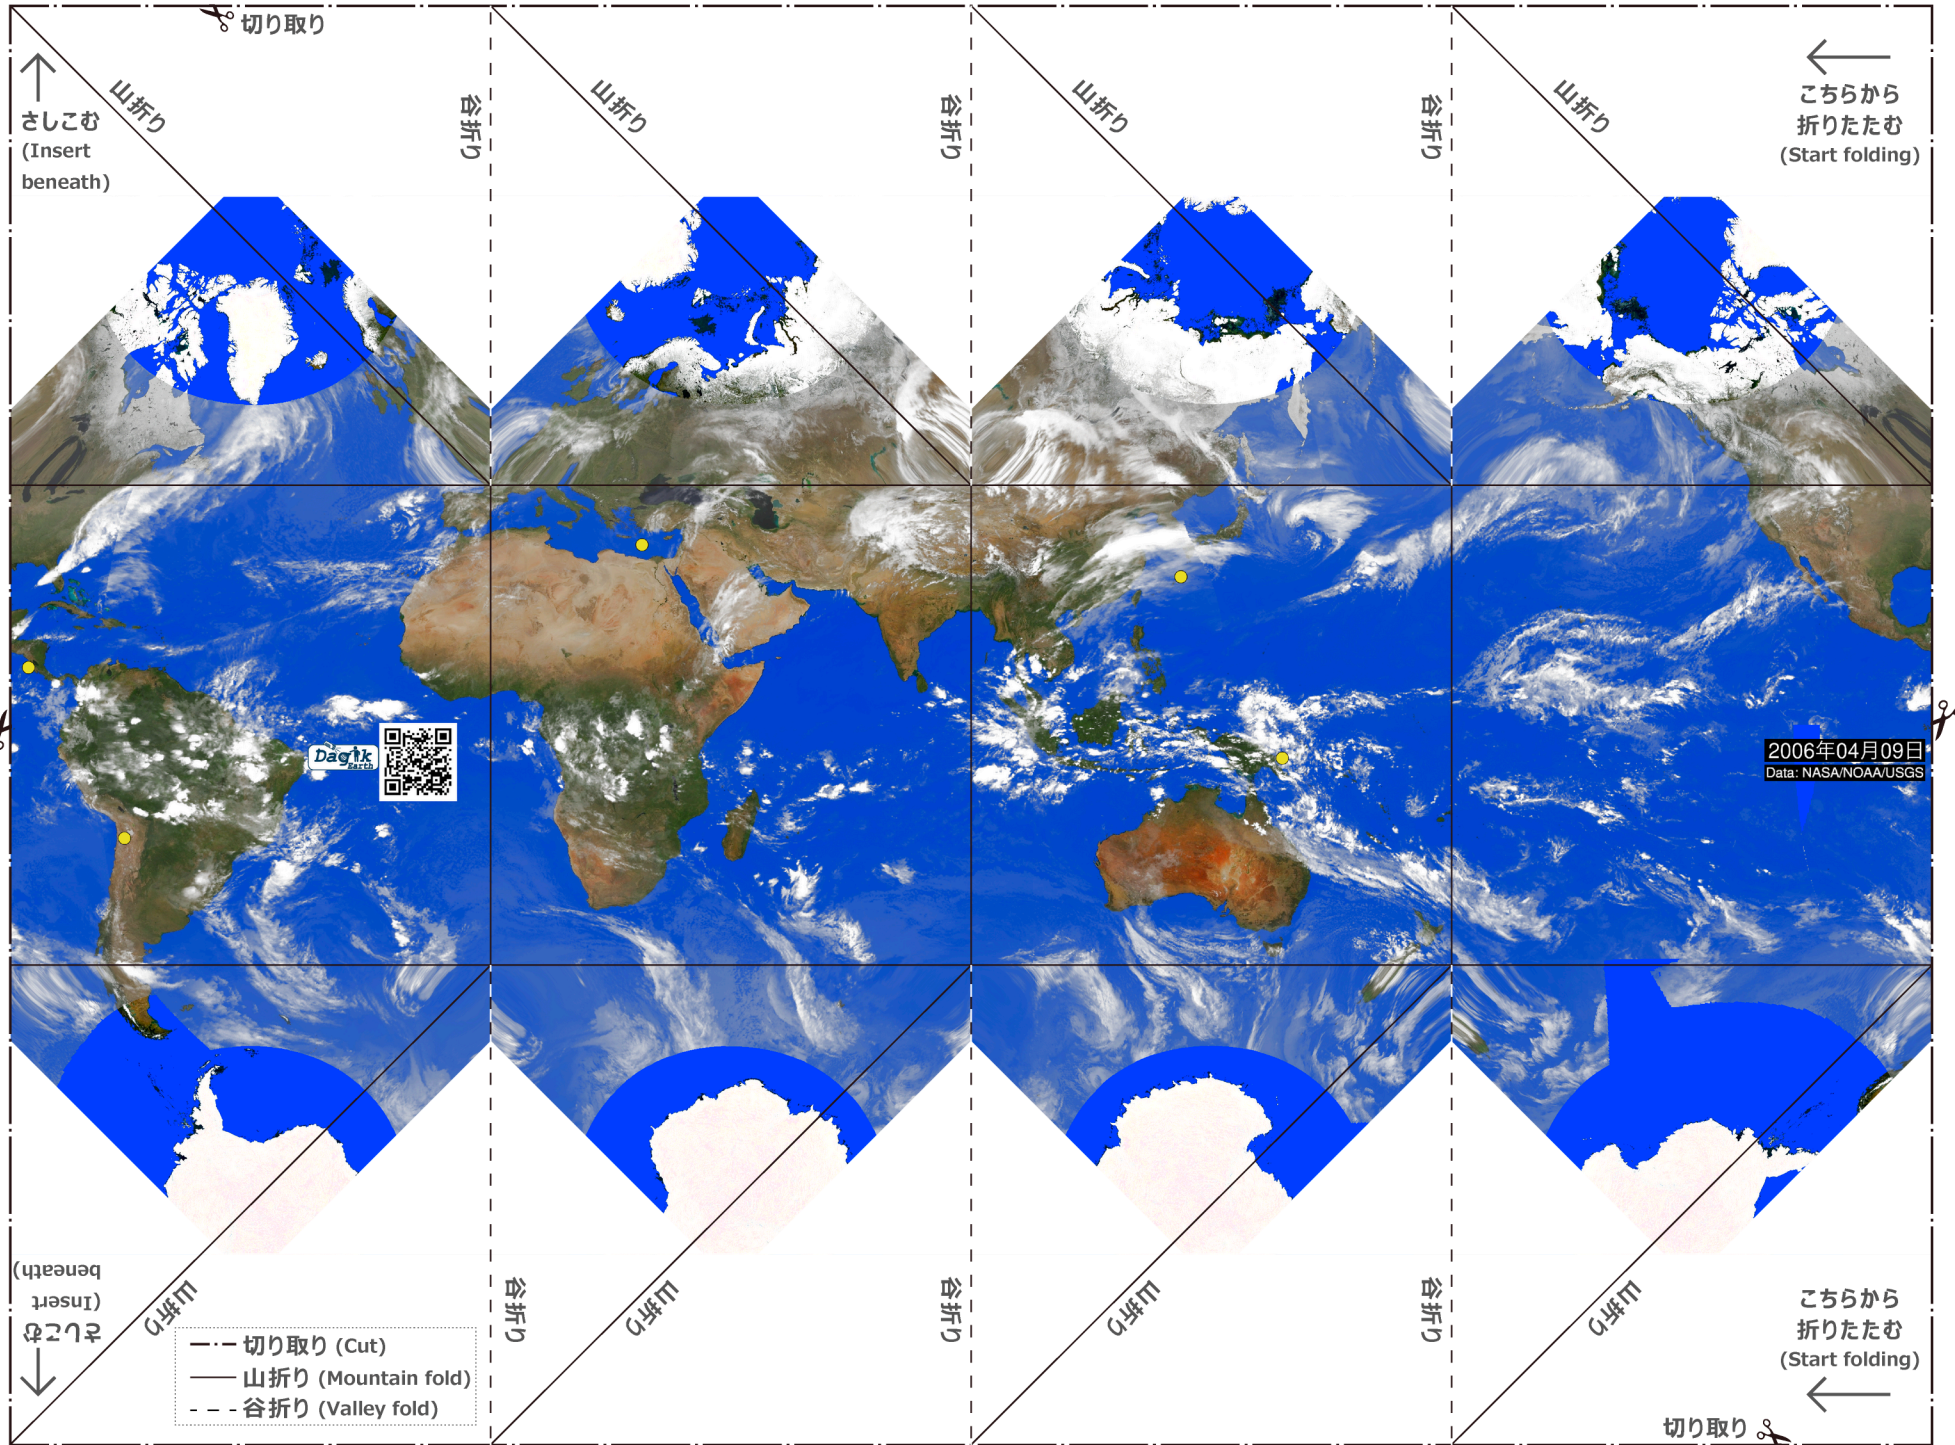 切り取り
さしこむ
(Insert
beneath)
山折り
谷折り
山折り
谷折り
山折り
谷折り
山折り
こちらから
折りたたむ
(Start folding)
Dagik
Earth
2006年04月09日
Data: NASA/NOAA/USGS
さしこむ
(Insert
beneath)
山折り
谷折り
山折り
谷折り
山折り
谷折り
山折り
こちらから
折りたたむ
(Start folding)
切り取り (Cut)
山折り (Mountain fold)
谷折り (Valley fold)
切り取り